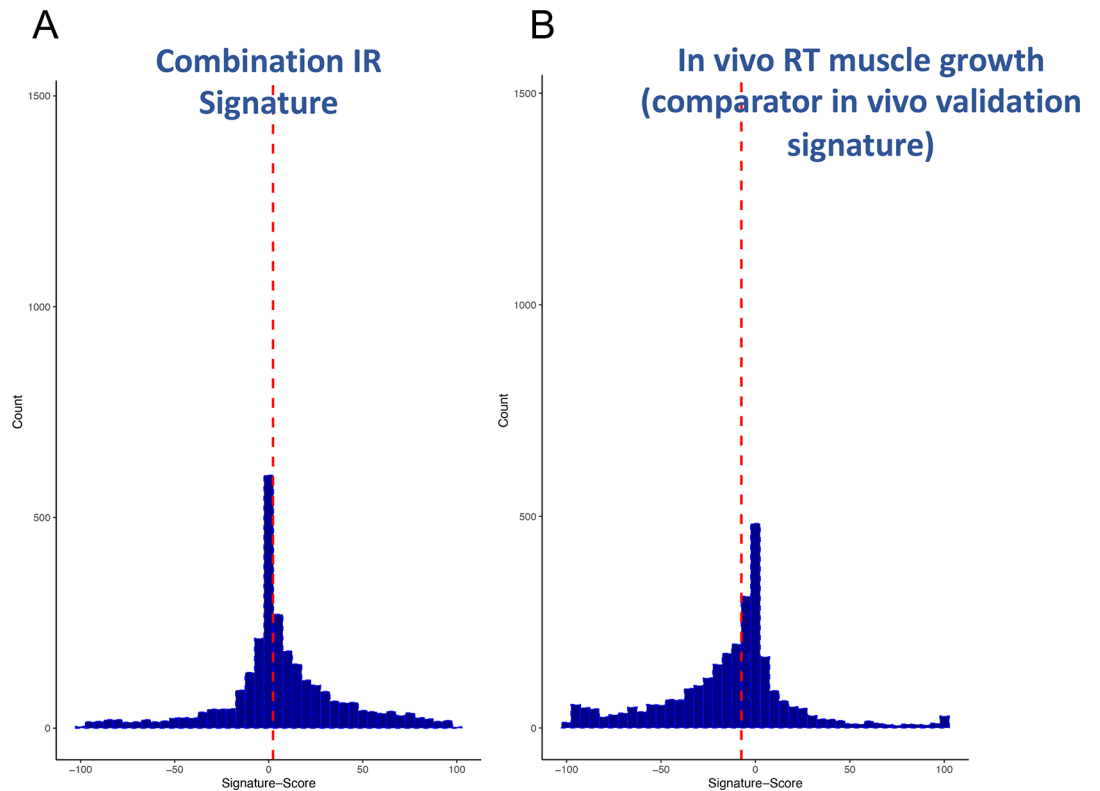 A
Combination IR
Signature
1500
1000
500
0
Count
−100
−50
0
50
100
Signature−Score
B
In vivo RT muscle growth
(comparator in vivo validation
signature)
1500
1000
500
0
Count
−100
−50
0
50
100
Signature−Score